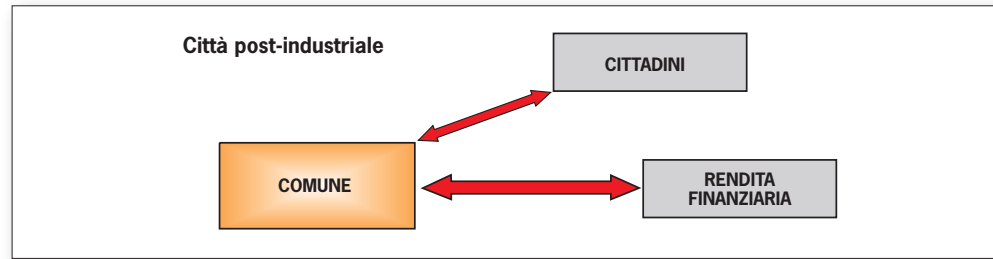 Città post-industriale
CITTADINI
COMUNE
RENDITA
FINANZIARIA